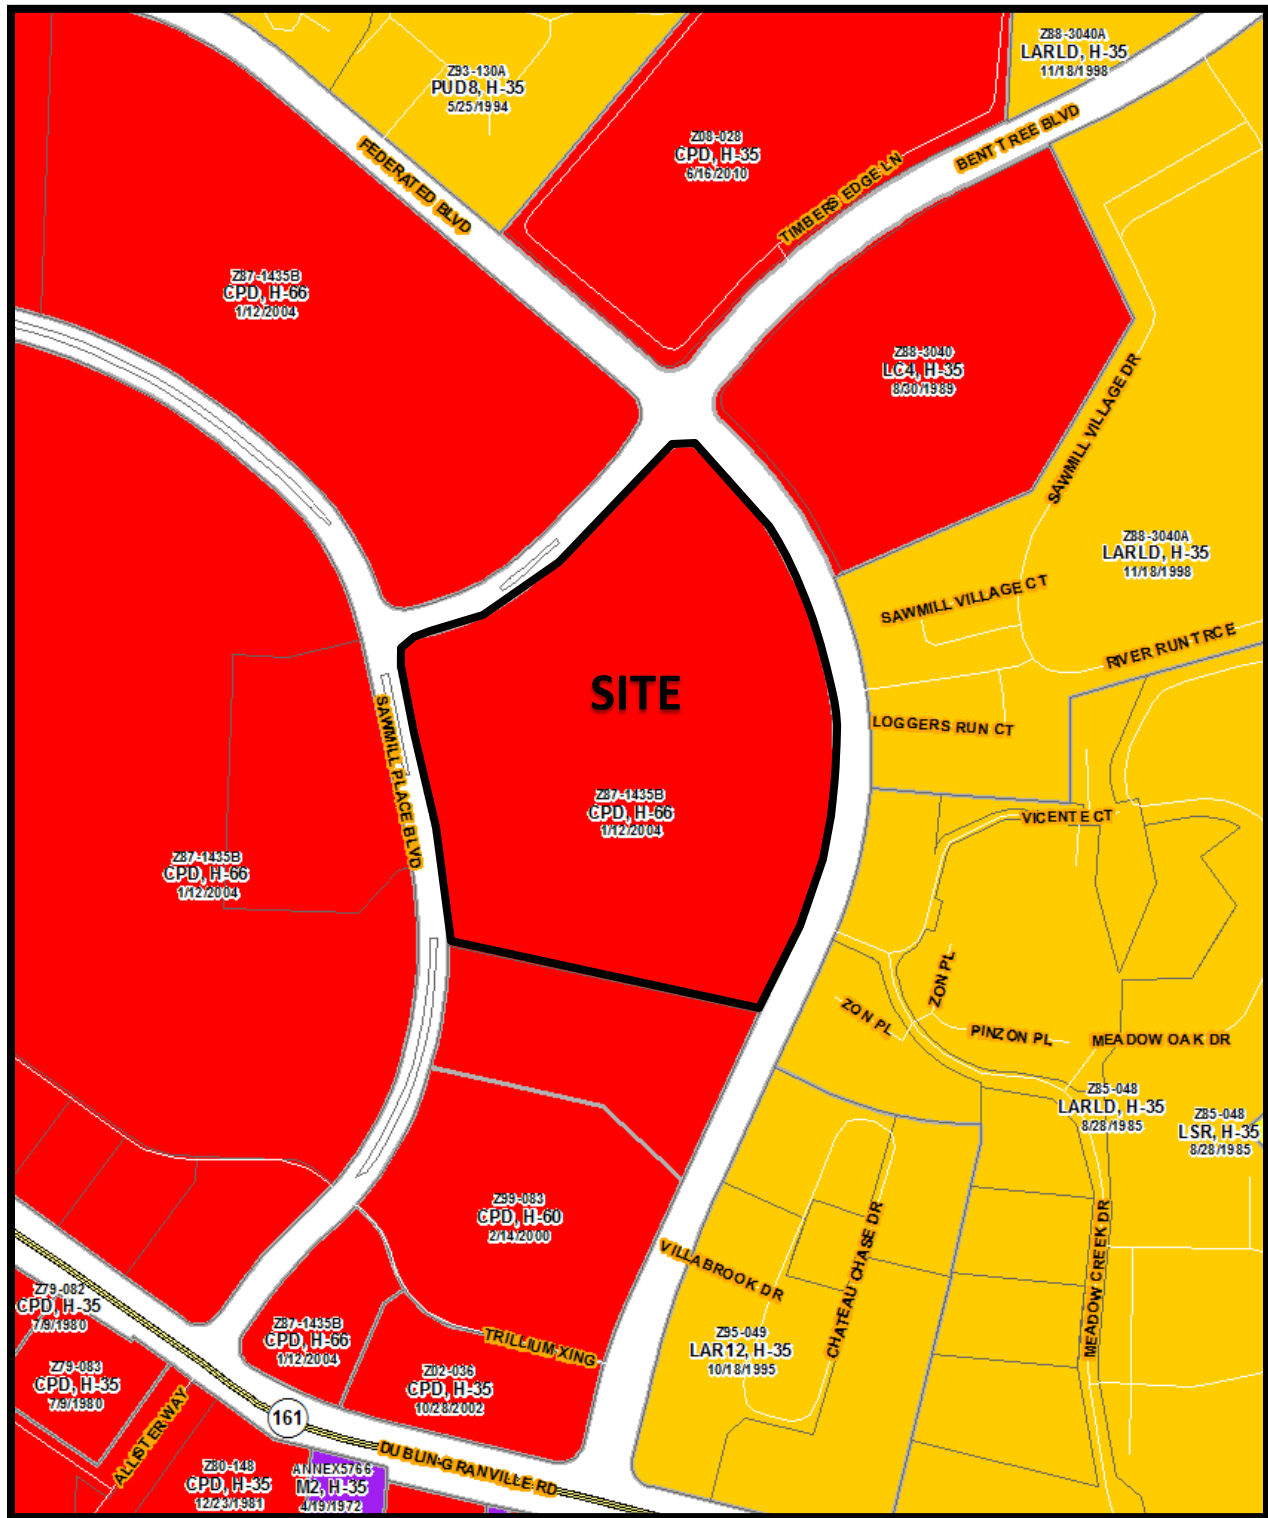 Z93-130A
PUD8, H-35
5/25/1994
Z88-3040A
LARLD, H-35
11/18/1998
FEDERATED BLVD
Z08-028
CPD, H-35
6/16/2010
BENT TREE BLVD
TIMBERS EDGE LN
Z87-1435B
CPD, H-66
1/12/2004
Z88-3040
LC4, H-35
8/30/1989
SAWMILL VILLAGE DR
Z88-3040A
LARLD, H-35
11/18/1998
SAWMILL VILLAGE CT
RIVER RUN TRCE
SITE
LOGGERS RUN CT
SAWMILL PLACE BLVD
Z87-1435B
CPD, H-66
1/12/2004
VICENTE CT
Z87-1435B
CPD, H-66
1/12/2004
ZON PL
ZON PL
PINZON PL
MEADOW OAK DR
Z85-048
LARLD, H-35
8/28/1985
Z85-048
LSR, H-35
8/28/1985
Z99-083
CPD, H-60
2/14/2000
VILLABROOK DR
CHATEAU CHASE DR
MEADOW CREEK DR
Z79-082
CPD, H-35
7/9/1980
Z87-1435B
CPD, H-66
1/12/2004
TRILLIUM XING
Z95-049
LAR12, H-35
10/18/1995
Z79-083
CPD, H-35
7/9/1980
Z02-036
CPD, H-35
10/28/2002
161
ALLISTER WAY
DUBLIN-GRANVILLE RD
Z80-148
CPD, H-35
12/23/1981
ANNEX5766
M2, H-35
4/19/1972